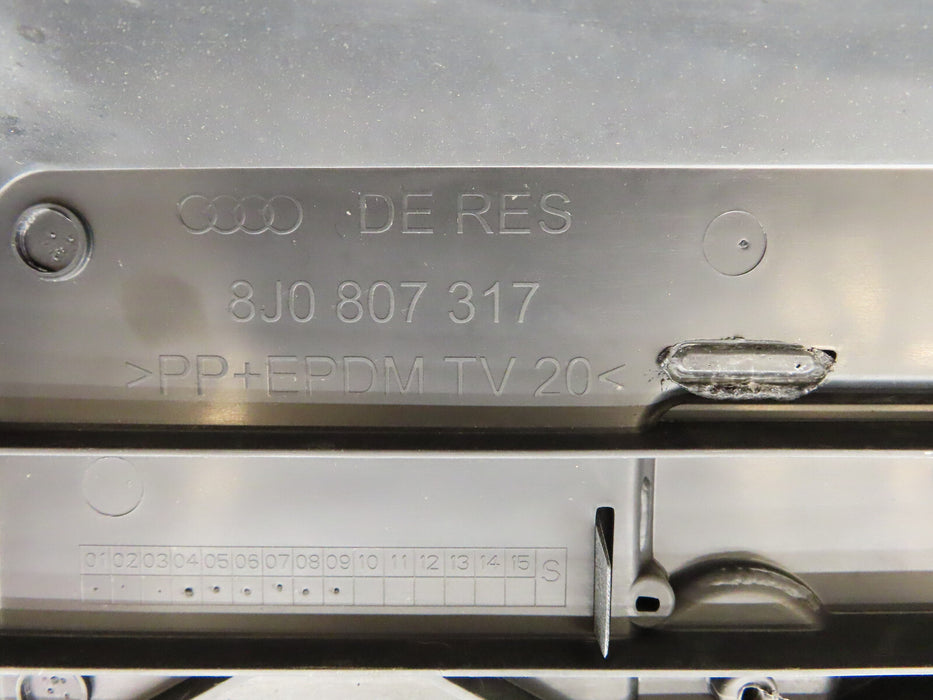 DE RES
8J0 807 317
>PP+EPDM TV 20<
01 02 03 04 05 06 07 08 09 10 11 12 13 14 15 S